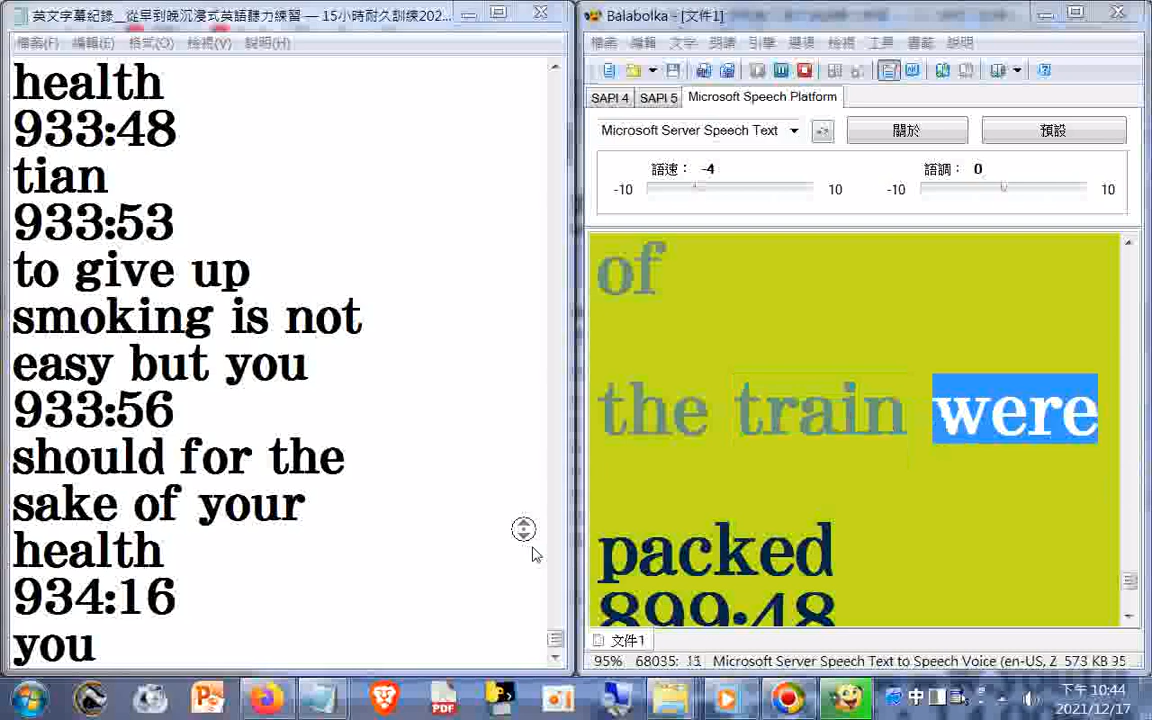 英文字幕紀錄__從早到晚沉浸式英語聽力練習 — 15小時耐久訓練202...
檔案(F) 編輯(E) 格式(O) 檢視(V) 說明(H)
health
933:48
tian
933:53
to give up
smoking is not
easy but you
933:56
should for the
sake of your
health
934:16
you
Balabolka - [文件1]
檔案 編輯 文字 朗讀 引擎 選項 檢視 工具 書籤 說明
SAPI 4 SAPI 5 Microsoft Speech Platform
Microsoft Server Speech Text 關於 預設
語速： -4 語調： 0
-10 10 -10 10
of
the train were
packed
899:48
文件1
95% 68035: 11 Microsoft Server Speech Text to Speech Voice (en-US, Z 573 KB 95
PDF 中 下午 10:44
2021/12/17